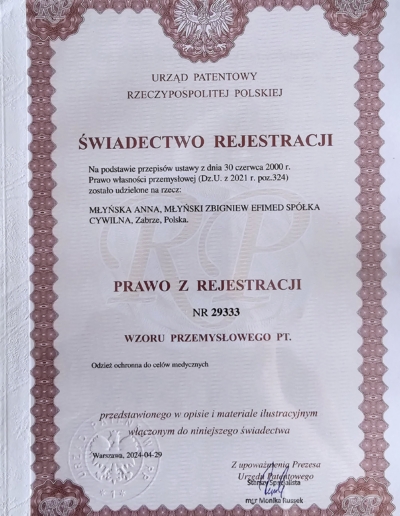 URZĄD PATENTOWY
RZECZYPOSPOLITEJ POLSKIEJ
ŚWIADECTWO REJESTRACJI
Na podstawie przepisów ustawy z dnia 30 czerwca 2000 r.
Prawo własności przemysłowej (Dz.U. z 2021 r. poz.324)
zostało udzielone na rzecz:
MŁYŃSKA ANNA, MŁYŃSKI ZBIGNIEW EFIMED SPÓŁKA
CYWILNA, Zabrze, Polska.
PRAWO Z REJESTRACJI
NR 29333
WZORU PRZEMYSŁOWEGO PT.
Odzież ochronna do celów medycznych
przedstawionego w opisie i materiale ilustracyjnym
włączonym do niniejszego świadectwa
Warszawa, 2024-04-29
Z upoważnienia Prezesa
Urzędu Patentowego
Starszy Specjalista
mgr Monika Russek